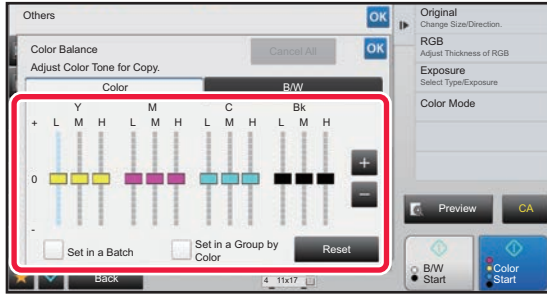 Others
OK
Color Balance
Cancel All
OK
Adjust Color Tone for Copy.
Color
B/W
Y M C Bk
+ L M H L M H L M H L M H
+
0
-
-
Set in a Batch
Set in a Group by
Color
Reset
Back
4 11x17
Original
Change Size/Direction.
RGB
Adjust Thickness of RGB
Exposure
Select Type/Exposure
Color Mode
Preview
CA
B/W
Start
Color
Start